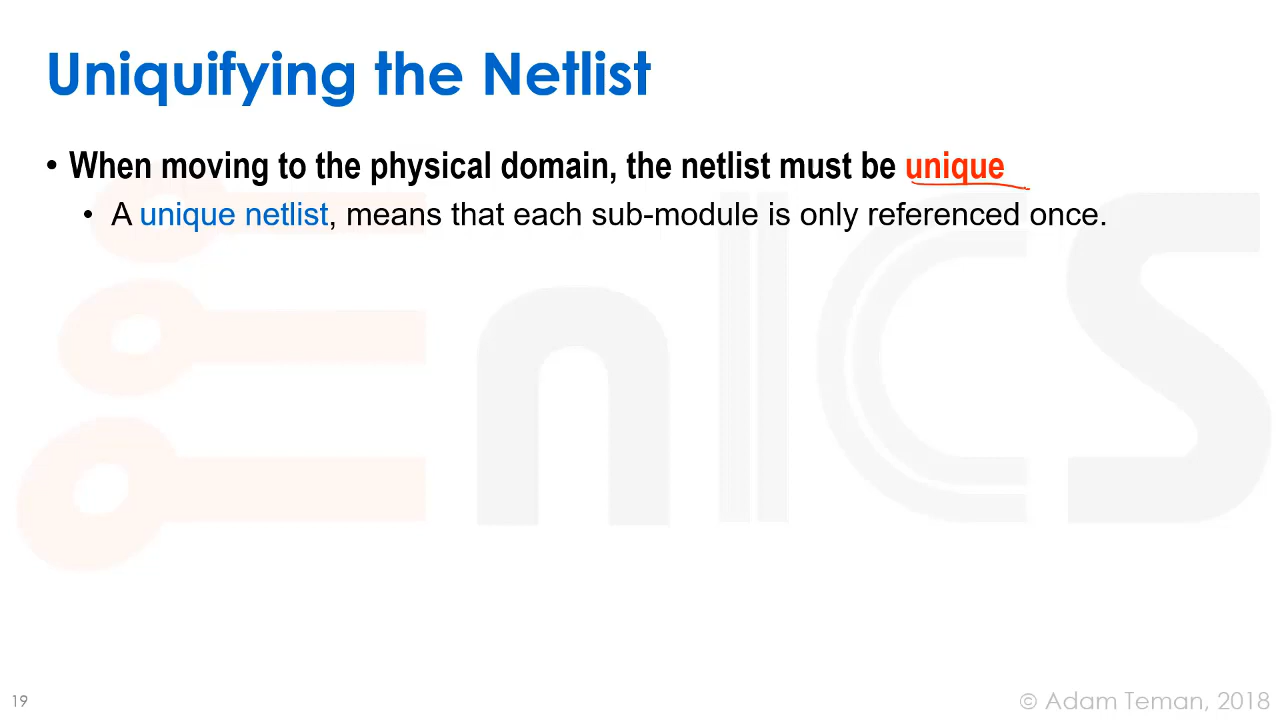 Uniquifying the Netlist
• When moving to the physical domain, the netlist must be unique
• A unique netlist, means that each sub-module is only referenced once.
EnICS
19
© Adam Teman, 2018